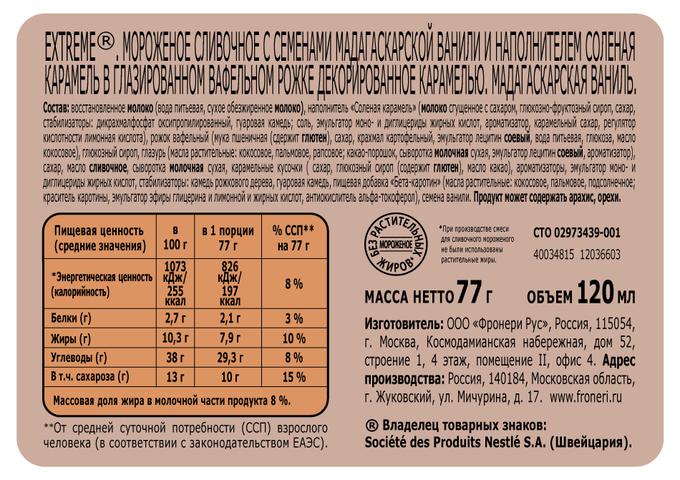 EXTREME®. МОРОЖЕНОЕ СЛИВОЧНОЕ С СЕМЕНАМИ МАДАГАСКАРСКОЙ ВАНИЛИ И НАПОЛНИТЕЛЕМ СОЛЕНАЯ
КАРАМЕЛЬ В ГЛАЗИРОВАННОМ ВАФЕЛЬНОМ РОЖКЕ ДЕКОРИРОВАННОЕ КАРАМЕЛЬЮ. МАДАГАСКАРСКАЯ ВАНИЛЬ.
Состав: восстановленное молоко (вода питьевая, сухое обезжиренное молоко), наполнитель «Соленая карамель» (молоко сгущенное с сахаром, глюкозно-фруктозный сироп, сахар,
стабилизаторы: дикрахмалфосфат оксипропилированный, гуаровая камедь; соль, эмульгатор моно- и диглицериды жирных кислот, ароматизатор, карамельный сахар, регулятор
кислотности лимонная кислота), рожок вафельный (мука пшеничная (сдержит глютен), сахар, крахмал картофельный, эмульгатор лецитин соевый, вода питьевая, глюкоза, масло
кокосовое), глюкозный сироп, глазурь (масла растительные: кокосовое, пальмовое, рапсовое; какао-порошок, сыворотка молочная сухая, эмульгатор лецитин соевый, ароматизатор),
сахар, масло сливочное, сыворотка молочная сухая, карамельные кусочки ( сахар, глюкозный сироп (содержит глютен), масло какао), ароматизаторы, эмульгатор моно- и
диглицериды жирных кислот, стабилизаторы: камедь рожкового дерева, гуаровая камедь, пищевая добавка «Бета-каротин» (масла растительные: кокосовое, пальмовое, подсолнечное;
краситель каротины, эмульгатор эфиры глицерина и лимонной и жирных кислот, антиокислитель альфа-токоферол), семена ванили. Продукт может содержать арахис, орехи.
Пищевая ценность (средние значения) в 100 г в 1 порции 77 г % ССП** на 77 г
*Энергетическая ценность (калорийность) 1073 кДж/ 255 ккал 826 кДж/ 197 ккал 8 %
Белки (г) 2,7 г 2,1 г 3 %
Жиры (г) 10,3 г 7,9 г 10 %
Углеводы (г) 38 г 29,3 г 8 %
В т.ч. сахароза (г) 13 г 10 г 15 %
Массовая доля жира в молочной части продукта 8 %.
**От средней суточной потребности (ССП) взрослого
человека (в соответствии с законодательством ЕАЭС).
БЕЗ РАСТИТЕЛЬНЫХ ЖИРОВ*
МОРОЖЕНОЕ
*При производстве смеси
для сливочного мороженого
не были использованы
растительные жиры.
СТО 02973439-001
40034815 12036603
МАССА НЕТТО 77 Г ОБЪЕМ 120 МЛ
Изготовитель: ООО «Фронери Рус», Россия, 115054,
г. Москва, Космодамианская набережная, дом 52,
строение 1, 4 этаж, помещение II, офис 4. Адрес
производства: Россия, 140184, Московская область,
г. Жуковский, ул. Мичурина, д. 17. www.froneri.ru
® Владелец товарных знаков:
Société des Produits Nestlé S.A. (Швейцария).